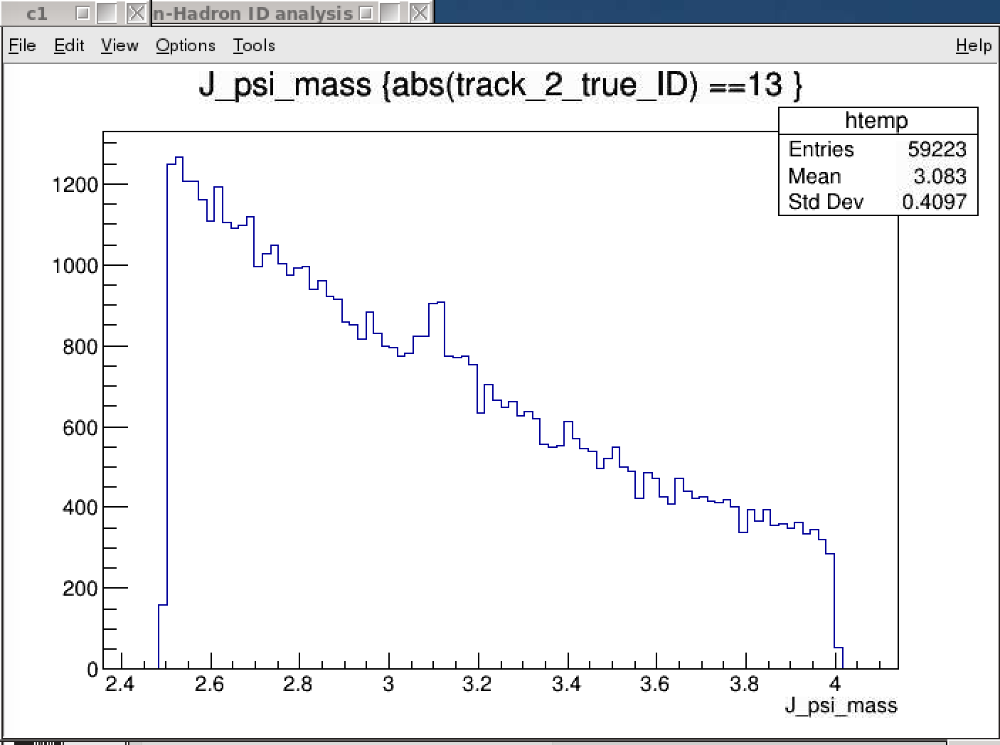 c1
n-Hadron ID analysis
File Edit View Options Tools Help
J_psi_mass {abs(track_2_true_ID) ==13 }
htemp
Entries 59223
Mean 3.083
Std Dev 0.4097
1200
1000
800
600
400
200
0
2.4 2.6 2.8 3 3.2 3.4 3.6 3.8 4
J_psi_mass